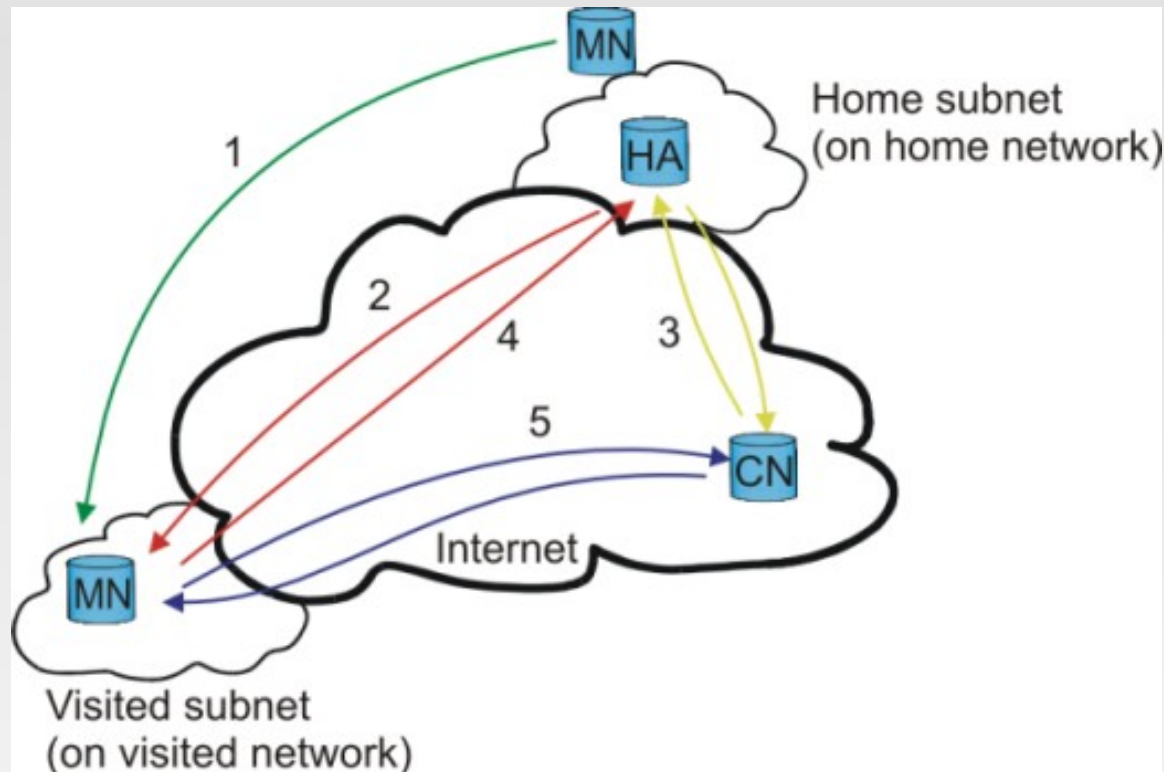 MN
Home subnet
(on home network)
HA
1
2
4
3
5
CN
Internet
MN
Visited subnet
(on visited network)